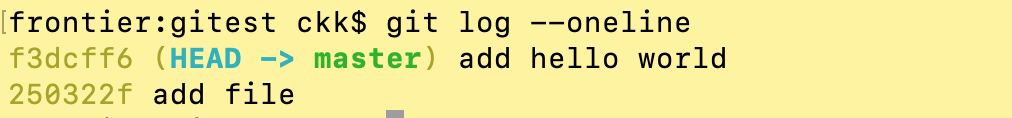 frontier:gitest ckk$ git log --oneline
f3dcff6 (HEAD -> master) add hello world
250322f add file